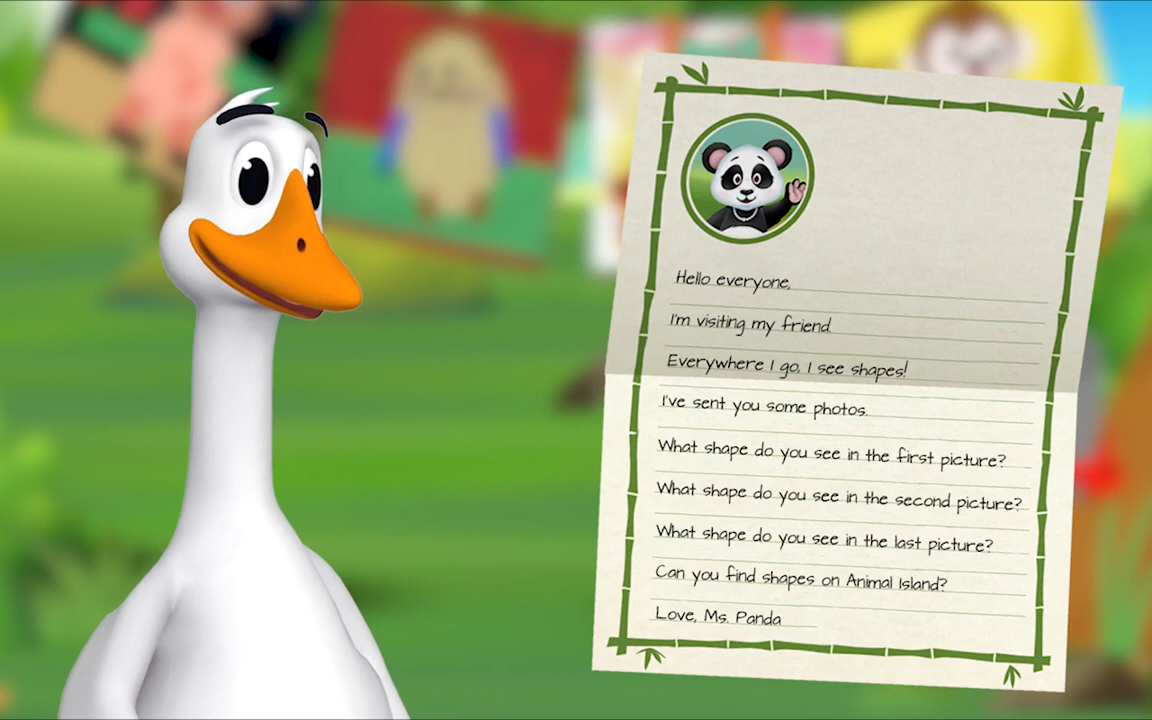 Hello everyone,
I'm visiting my friend.
Everywhere I go, I see shapes!
I've sent you some photos.
What shape do you see in the first picture?
What shape do you see in the second picture?
What shape do you see in the last picture?
Can you find shapes on Animal Island?
Love, Ms. Panda